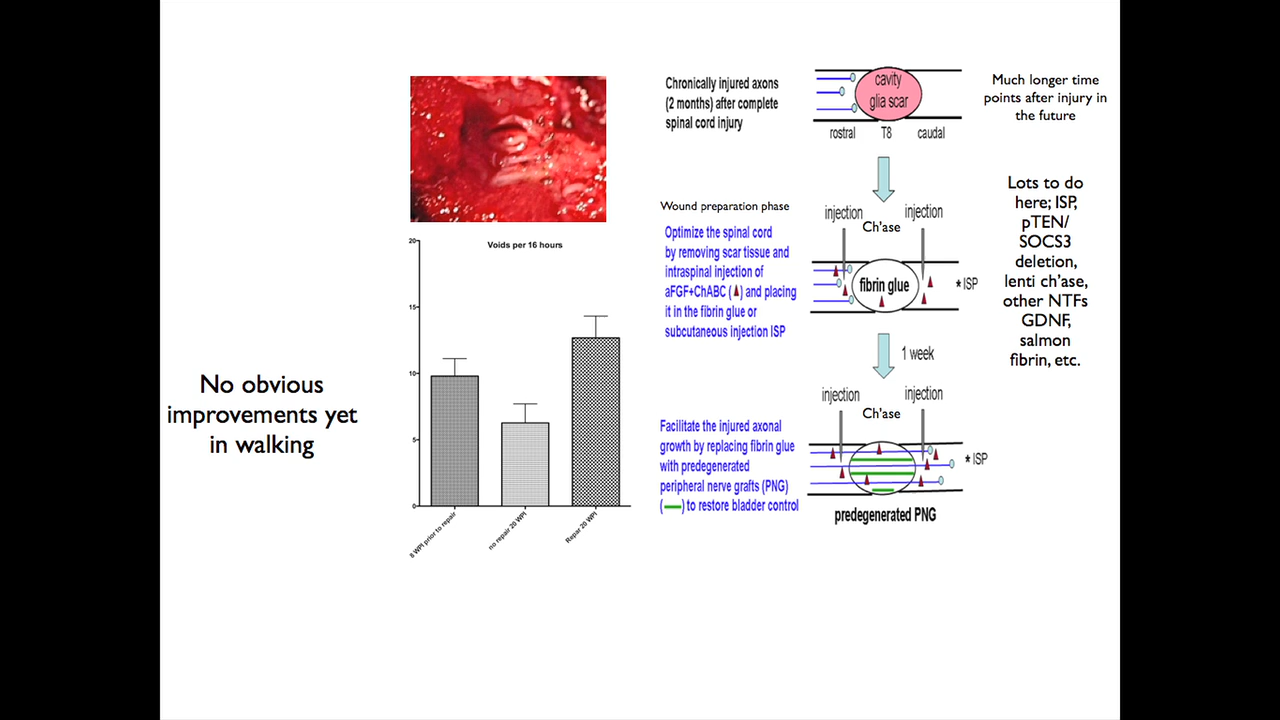 No obvious
improvements yet
in walking
Voids per 16 hours
20
15
10
5
0
8 WPI prior to repair
no repair 20 WPI
Repar 20 WPI
Chronically injured axons
(2 months) after complete
spinal cord injury
cavity
glia scar
rostral T8 caudal
Much longer time
points after injury in
the future
Wound preparation phase
Optimize the spinal cord
by removing scar tissue and
intraspinal injection of
aFGF+ChABC ( ) and placing
it in the fibrin glue or
subcutaneous injection ISP
injection injection
Ch'ase
fibrin glue
* ISP
Lots to do
here; ISP,
pTEN/
SOCS3
deletion,
lenti ch'ase,
other NTFs
GDNF,
salmon
fibrin, etc.
1 week
Facilitate the injured axonal
growth by replacing fibrin glue
with predegenerated
peripheral nerve grafts (PNG)
( ) to restore bladder control
injection injection
Ch'ase
* ISP
predegenerated PNG